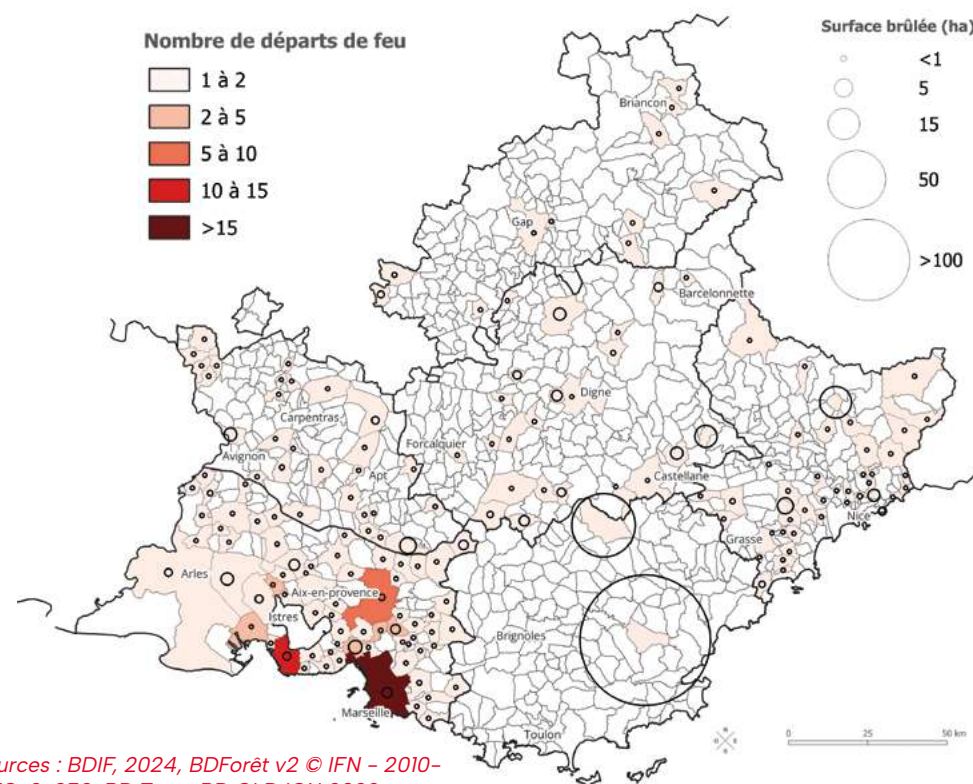 Nombre de départs de feu
1 à 2
2 à 5
5 à 10
10 à 15
>15
Surface brûlée (ha)
<1
5
15
50
>100
Briancon
Gap
Barcelonnette
Digne
Carpentras
Forcalquier
Avignon
Apt
Castellane
Nice
Grasse
Arles
Aix-en-provence
Istres
Brignoles
Marseille
Toulon
0 25 50 km
urces : BDIF, 2024, BDForêt v2 © IFN – 2010-